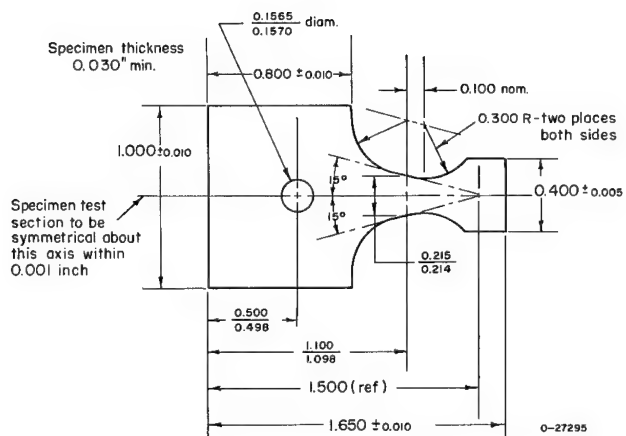 0.1565
0.1570 diam.
Specimen thickness
0.030" min.
0.800 ±0.010
0.100 nom.
0.300 R-two places
both sides
1.000±0.010
15°
15°
0.400±0.005
Specimen test
section to be
symmetrical about
this axis within
0.001 inch
0.215
0.214
0.500
0.498
1.100
1.098
1.500 (ref)
1.650 ±0.010
0-27295